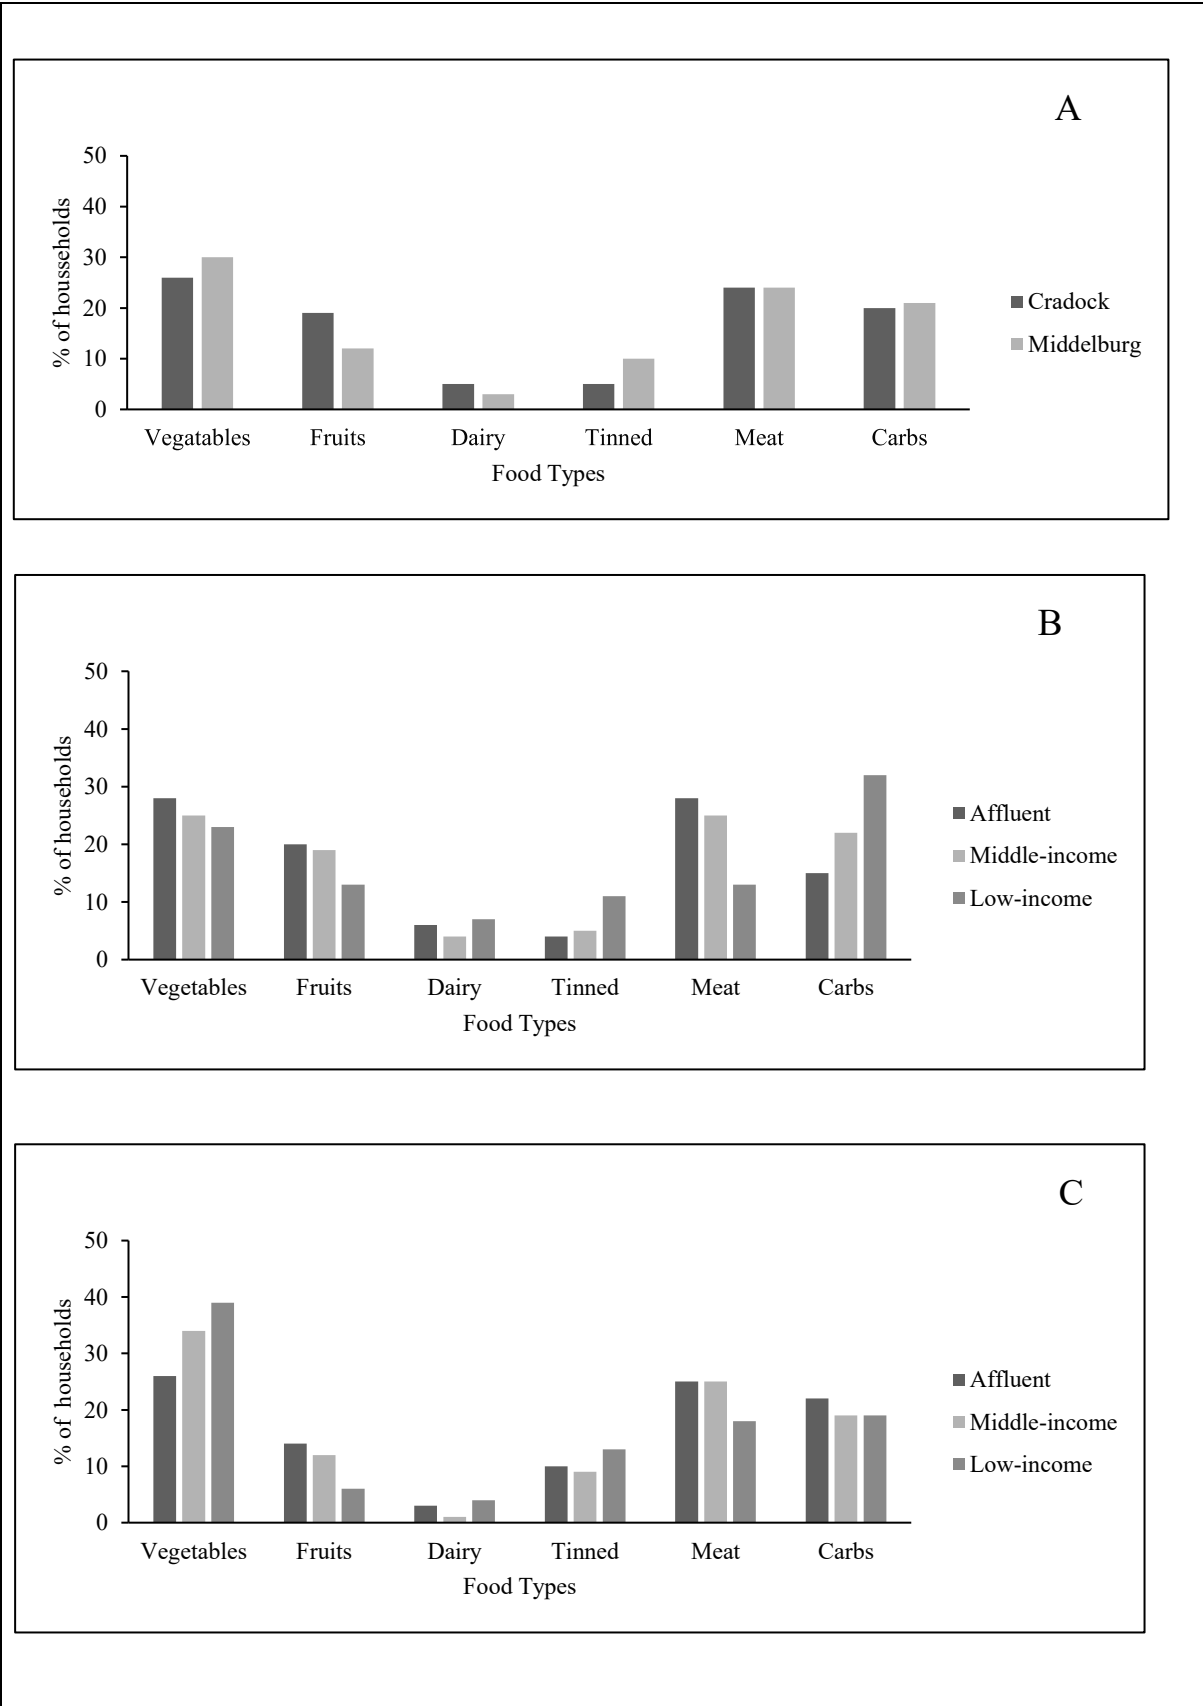 A
50
40
30
20
10
0
% of housseholds
Vegatables Fruits Dairy Tinned Meat Carbs
Food Types
Cradock
Middelburg
B
50
40
30
20
10
0
% of households
Vegetables Fruits Dairy Tinned Meat Carbs
Food Types
Affluent
Middle-income
Low-income
C
50
40
30
20
10
0
% of households
Vegetables Fruits Dairy Tinned Meat Carbs
Food Types
Affluent
Middle-income
Low-income